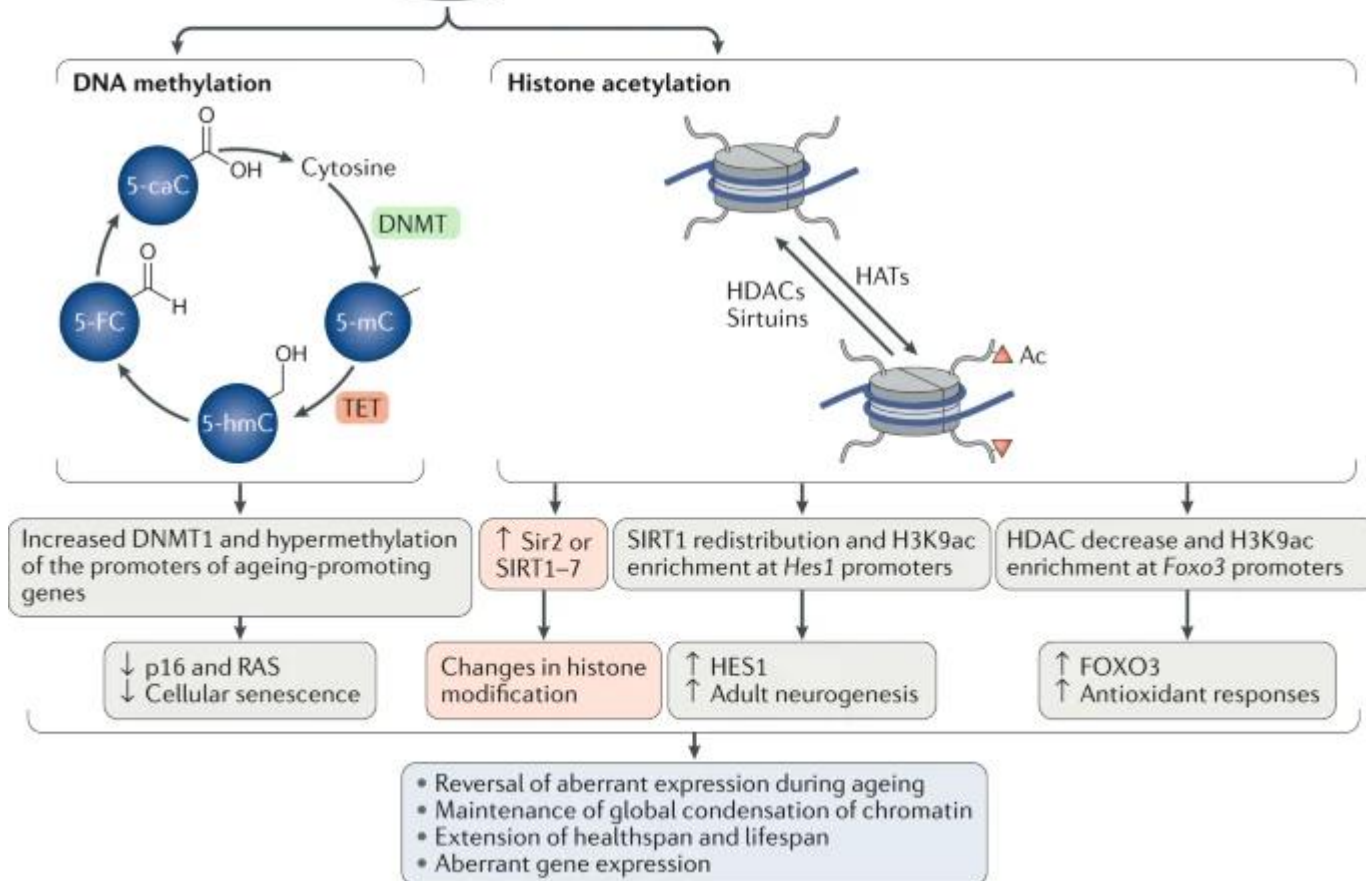 DNA methylation
O
OH
5-caC
Cytosine
DNMT
O
H
5-FC
5-mC
OH
5-hmC
TET
Histone acetylation
HDACs
Sirtuins
HATs
Ac
Increased DNMT1 and hypermethylation
of the promoters of ageing-promoting
genes
↑ Sir2 or
SIRT1–7
SIRT1 redistribution and H3K9ac
enrichment at Hes1 promoters
HDAC decrease and H3K9ac
enrichment at Foxo3 promoters
↓ p16 and RAS
↓ Cellular senescence
Changes in histone
modification
↑ HES1
↑ Adult neurogenesis
↑ FOXO3
↑ Antioxidant responses
• Reversal of aberrant expression during ageing
• Maintenance of global condensation of chromatin
• Extension of healthspan and lifespan
• Aberrant gene expression